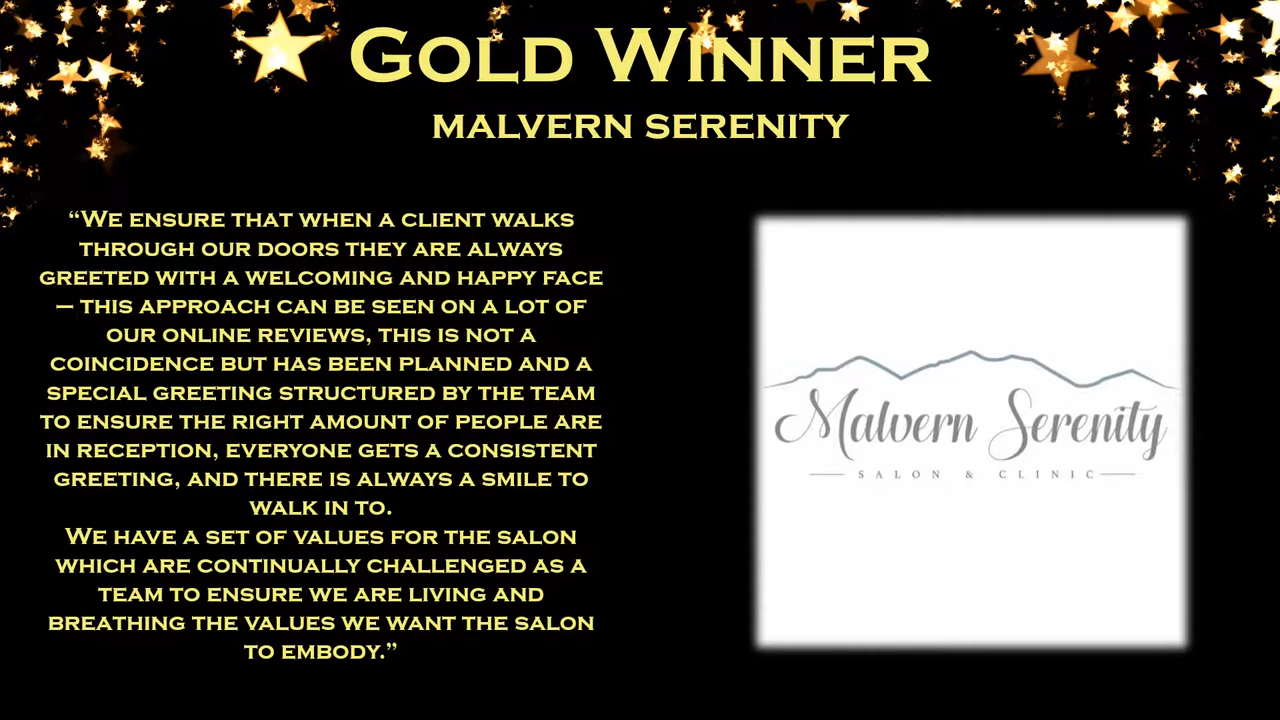 Gold Winner
MALVERN SERENITY
“We ensure that when a client walks
through our doors they are always
greeted with a welcoming and happy face
– this approach can be seen on a lot of
our online reviews, this is not a
coincidence but has been planned and a
special greeting structured by the team
to ensure the right amount of people are
in reception, everyone gets a consistent
greeting, and there is always a smile to
walk in to.
We have a set of values for the salon
which are continually challenged as a
team to ensure we are living and
breathing the values we want the salon
to embody.”
Malvern Serenity
SALON & CLINIC